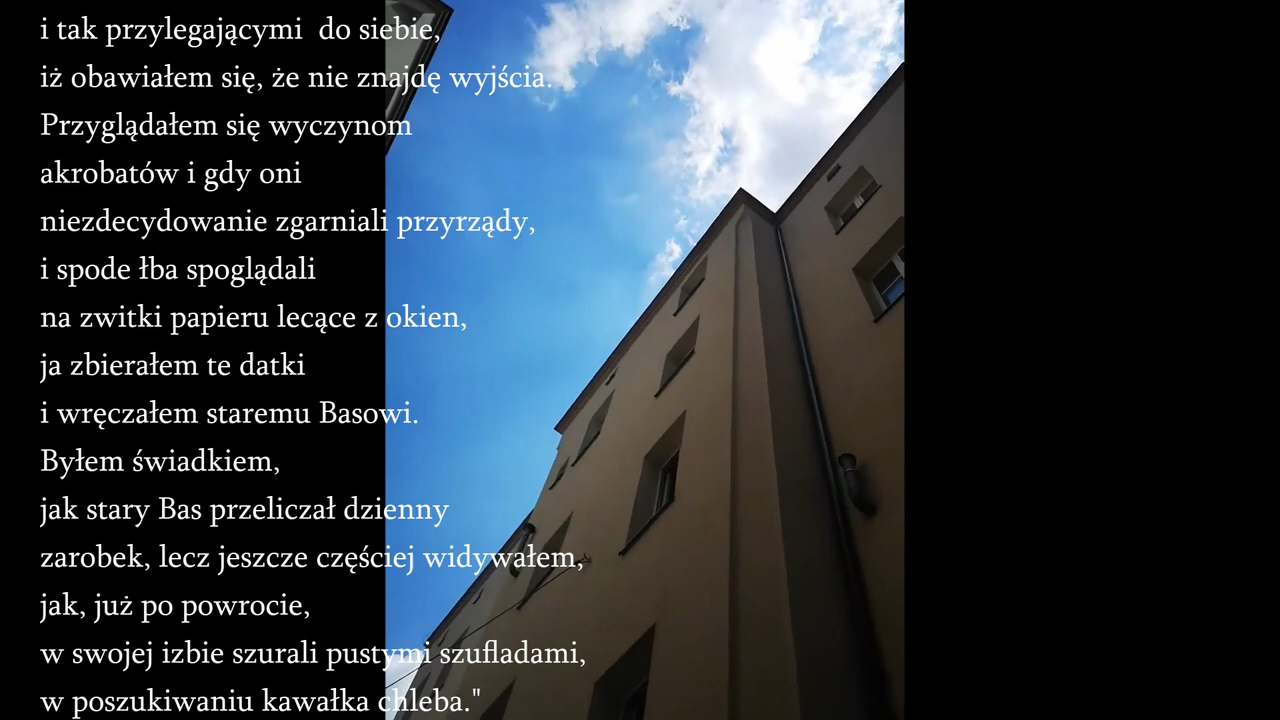 i tak przylegającymi  do siebie,
iż obawiałem się, że nie znajdę wyjścia.
Przyglądałem się wyczynom
akrobatów i gdy oni
niezdecydowanie zgarniali przyrządy,
i spode łba spoglądali
na zwitki papieru lecące z okien,
ja zbierałem te datki
i wręczałem staremu Basowi.
Byłem świadkiem,
jak stary Bas przeliczał dzienny
zarobek, lecz jeszcze częściej widywałem,
jak, już po powrocie,
w swojej izbie szurali pustymi szufladami,
w poszukiwaniu kawałka chleba."